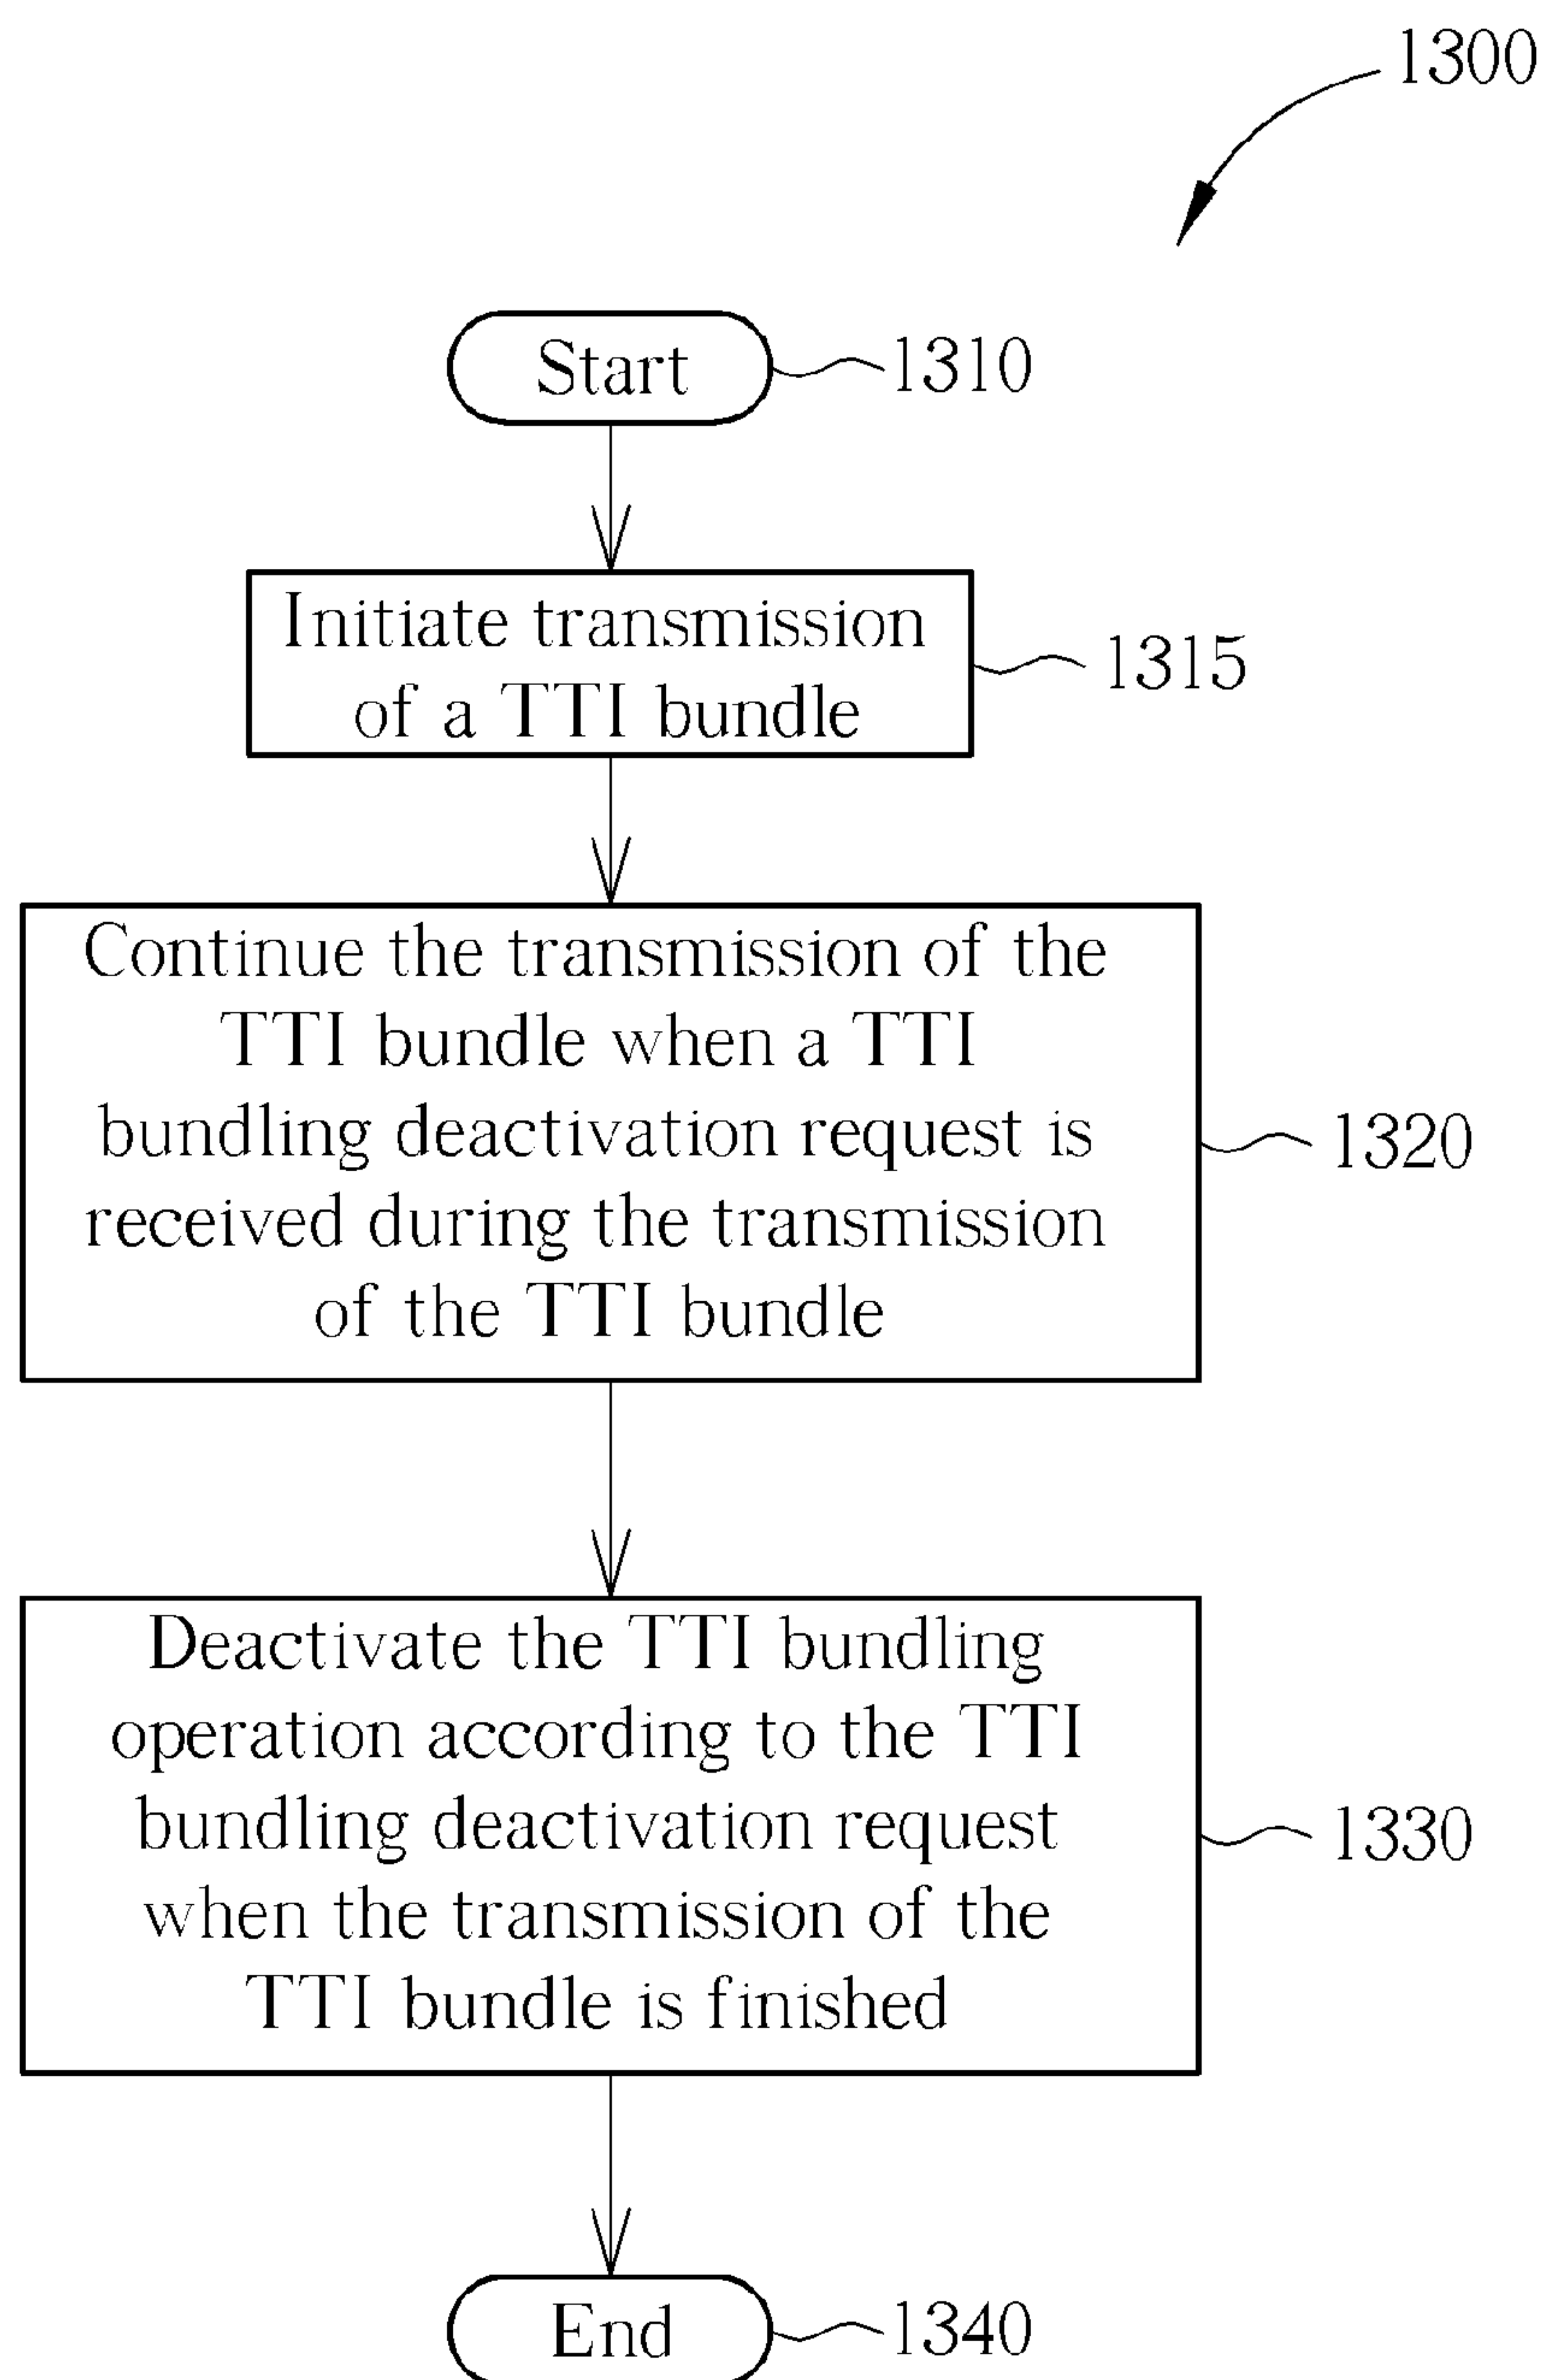 1300
Start
1310
Initiate transmission
of a TTI bundle
1315
Continue the transmission of the
TTI bundle when a TTI
bundling deactivation request is
received during the transmission
of the TTI bundle
1320
Deactivate the TTI bundling
operation according to the TTI
bundling deactivation request
when the transmission of the
TTI bundle is finished
1330
End
1340